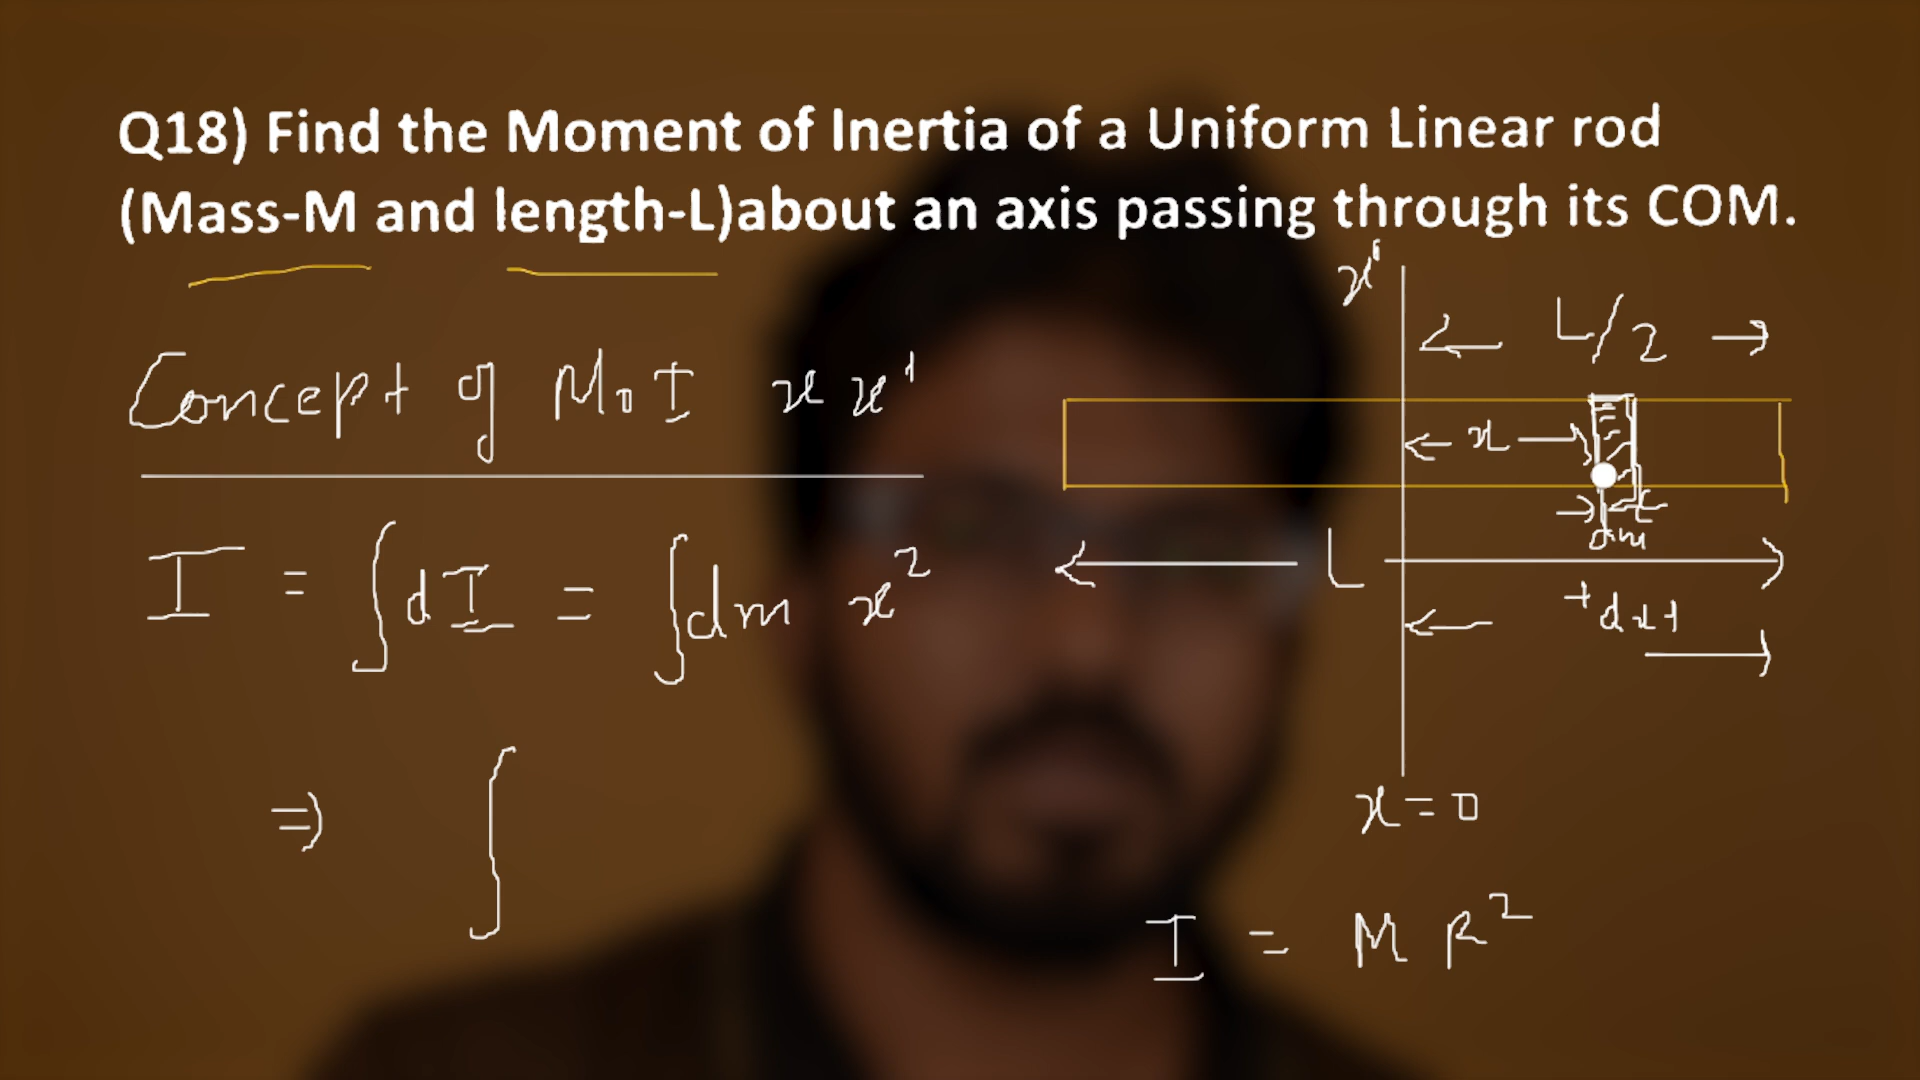 Q18) Find the Moment of Inertia of a Uniform Linear rod
(Mass-M and length-L)about an axis passing through its COM.
x'
L/2
Concept of MoI xx'
x
dm
I = ∫dI = ∫dm x²
L
dx
⇒ ∫
x=0
I = MR²